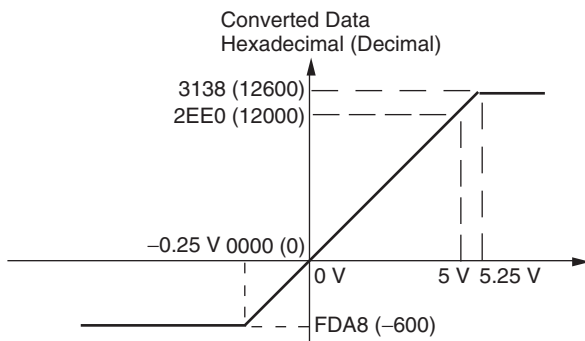 Converted Data
Hexadecimal (Decimal)
3138 (12600)
2EE0 (12000)
−0.25 V 0000 (0)
0 V 5 V 5.25 V
FDA8 (−600)